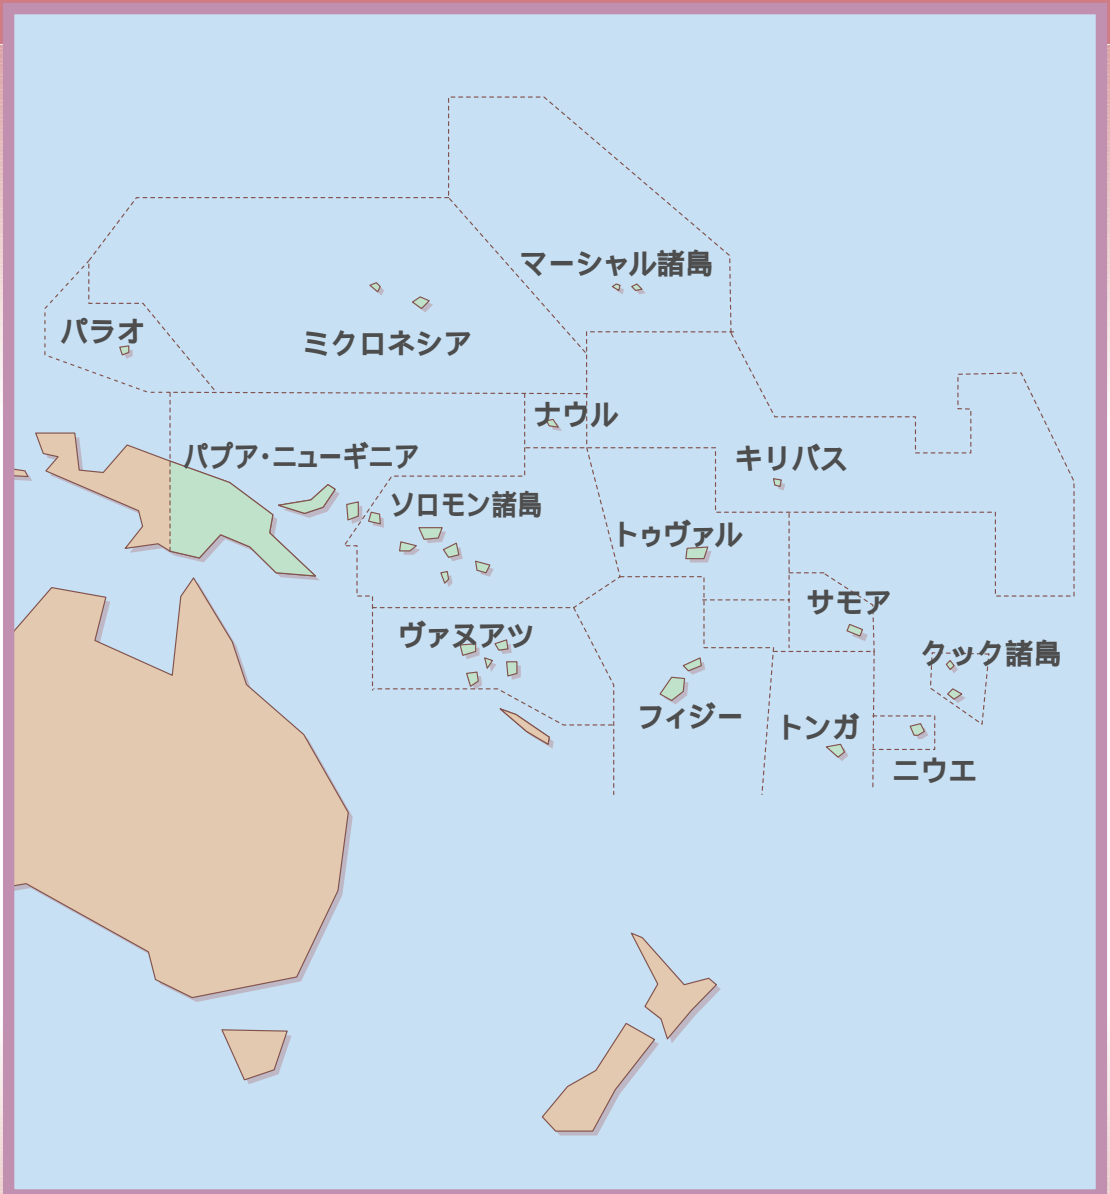 マーシャル諸島
パラオ
ミクロネシア
ナウル
パプア・ニューギニア
キリバス
ソロモン諸島
トゥヴァル
サモア
ヴァヌアツ
クック諸島
フィジー
トンガ
ニウエ